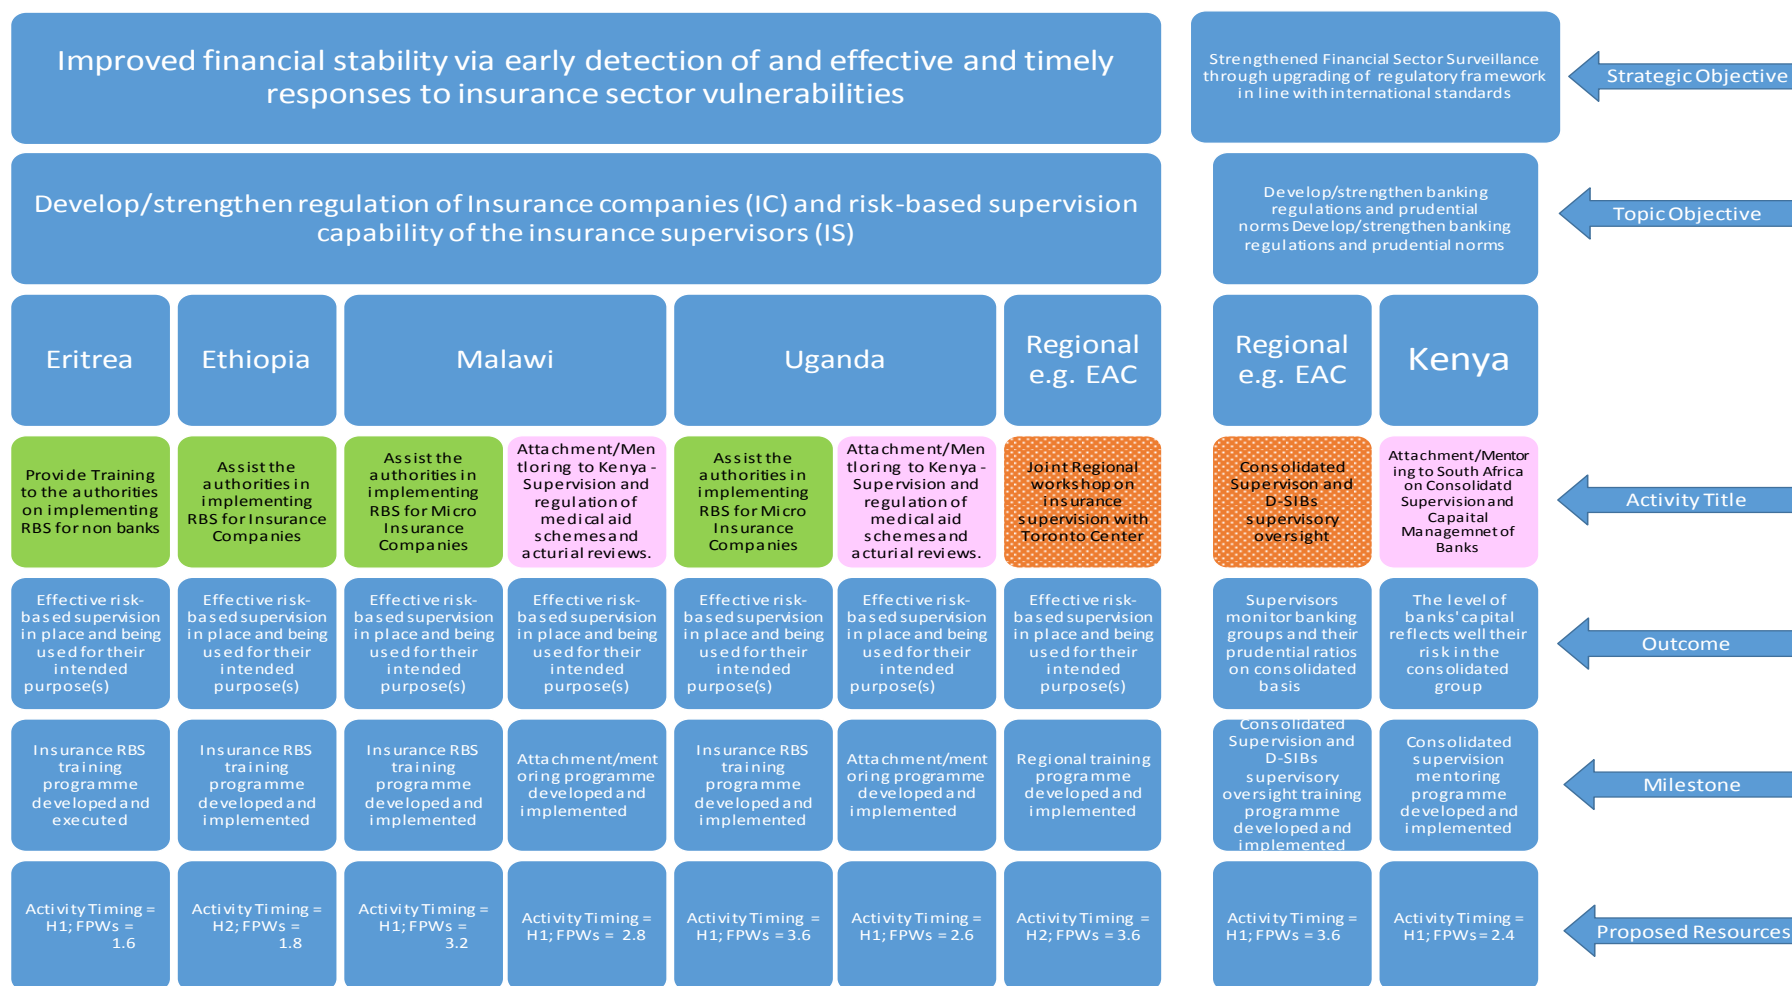 Improved financial stability via early detection of and effective and timely
responses to insurance sector vulnerabilities
Strengthened Financial Sector Surveillance
through upgrading of regulatory framework
in line with international standards
Strategic Objective
Develop/strengthen regulation of Insurance companies (IC) and risk-based supervision
capability of the insurance supervisors (IS)
Develop/strengthen banking
regulations and prudential
norms Develop/strengthen banking
regulations and prudential norms
Topic Objective
Eritrea
Ethiopia
Malawi
Uganda
Regional
e.g. EAC
Regional
e.g. EAC
Kenya
Provide Training
to the authorities
on implementing
RBS for non banks
Assist the
authorities in
implementing
RBS for Insurance
Companies
Assist the
authorities in
implementing
RBS for Micro
Insurance
Companies
Attachment/Men
tloring to Kenya -
Supervision and
regulation of
medical aid
schemes and
acturial reviews.
Assist the
authorities in
implementing
RBS for Micro
Insurance
Companies
Attachment/Men
tloring to Kenya -
Supervision and
regulation of
medical aid
schemes and
acturial reviews.
Joint Regional
workshop on
insurance
supervision with
Toronto Center
Consolidated
Supervison and
D-SIBs
supervisory
oversight
Attachment/Mentor
ing to South Africa
on Consolidatd
Supervision and
Capaital
Managemnet of
Banks
Activity Title
Effective risk-
based supervision
in place and being
used for their
intended
purpose(s)
Effective risk-
based supervision
in place and being
used for their
intended
purpose(s)
Effective risk-
based supervision
in place and being
used for their
intended
purpose(s)
Effective risk-
based supervision
in place and being
used for their
intended
purpose(s)
Effective risk-
based supervision
in place and being
used for their
intended
purpose(s)
Effective risk-
based supervision
in place and being
used for their
intended
purpose(s)
Effective risk-
based supervision
in place and being
used for their
intended
purpose(s)
Supervisors
monitor banking
groups and their
prudential ratios
on consolidated
basis
The level of
banks' capital
reflects well their
risk in the
consolidated
group
Outcome
Insurance RBS
training
programme
developed and
executed
Insurance RBS
training
programme
developed and
implemented
Insurance RBS
training
programme
developed and
implemented
Attachment/ment
oring programme
developed and
implemented
Insurance RBS
training
programme
developed and
implemented
Attachment/ment
oring programme
developed and
implemented
Regional training
programme
developed and
implemented
Consolidated
Supervision and
D-SIBs
supervisory
oversight training
programme
developed and
implemented
Consolidated
supervision
mentoring
programme
developed and
implemented
Milestone
Activity Timing =
H1; FPWs =
1.6
Activity Timing =
H2; FPWs =
1.8
Activity Timing =
H1; FPWs =
3.2
Activity Timing =
H1; FPWs = 2.8
Activity Timing =
H1; FPWs = 3.6
Activity Timing =
H1; FPWs = 2.6
Activity Timing =
H2; FPWs = 3.6
Activity Timing =
H1; FPWs = 3.6
Activity Timing =
H1; FPWs = 2.4
Proposed Resources